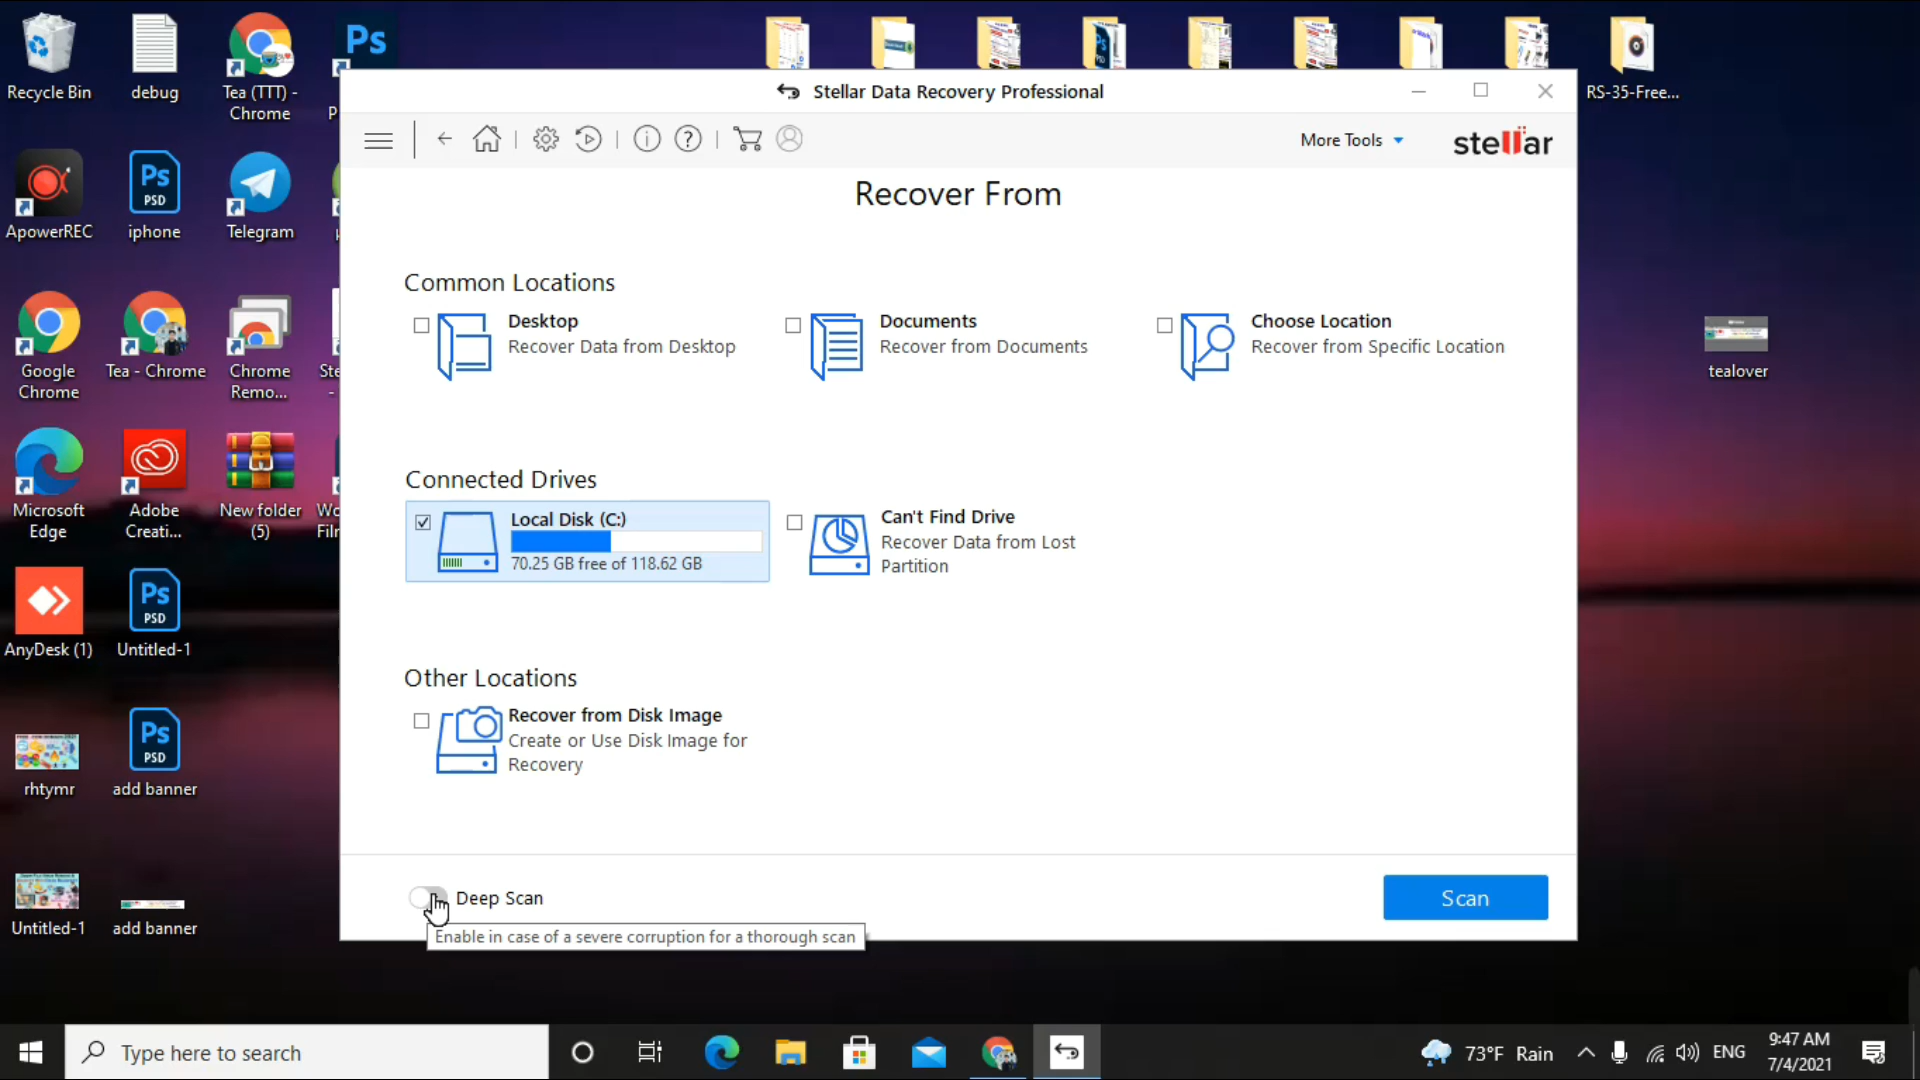 Recycle Bin
debug
Tea (TTT) -
Chrome
Ps
P
RS-35-Free...
ApowerREC
Ps
PSD
iphone
Telegram
Google
Chrome
Tea - Chrome
Chrome
Remo...
Ste
-
Microsoft
Edge
Adobe
Creati...
New folder
(5)
Wo
Filr
AnyDesk (1)
Ps
PSD
Untitled-1
rhtymr
Ps
PSD
add banner
Untitled-1
add banner
tealover
Stellar Data Recovery Professional
More Tools
stellar
Recover From
Common Locations
Desktop
Recover Data from Desktop
Documents
Recover from Documents
Choose Location
Recover from Specific Location
Connected Drives
Local Disk (C:)
70.25 GB free of 118.62 GB
Can't Find Drive
Recover Data from Lost
Partition
Other Locations
Recover from Disk Image
Create or Use Disk Image for
Recovery
Deep Scan
Scan
Enable in case of a severe corruption for a thorough scan
Type here to search
73°F Rain
ENG
9:47 AM
7/4/2021